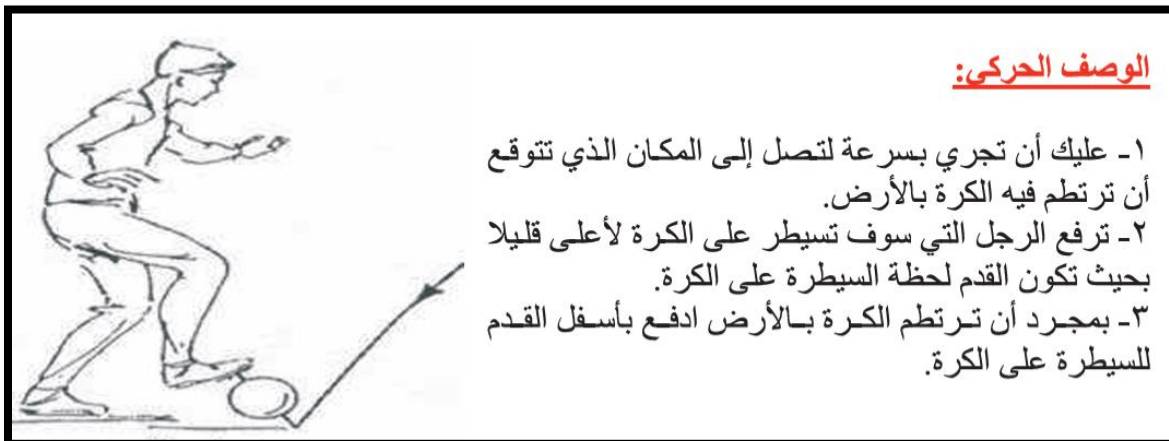 الوصف الحركي:
١- عليك أن تجري بسرعة لتصل إلى المكان الذي تتوقع
أن ترتطم فيه الكرة بالأرض.
٢- ترفع الرجل التي سوف تسيطر على الكرة لأعلى قليلا
بحيث تكون القدم لحظة السيطرة على الكرة.
٣- بمجرد أن ترتطم الكرة بالأرض ادفع بأسفل القدم
للسيطرة على الكرة.